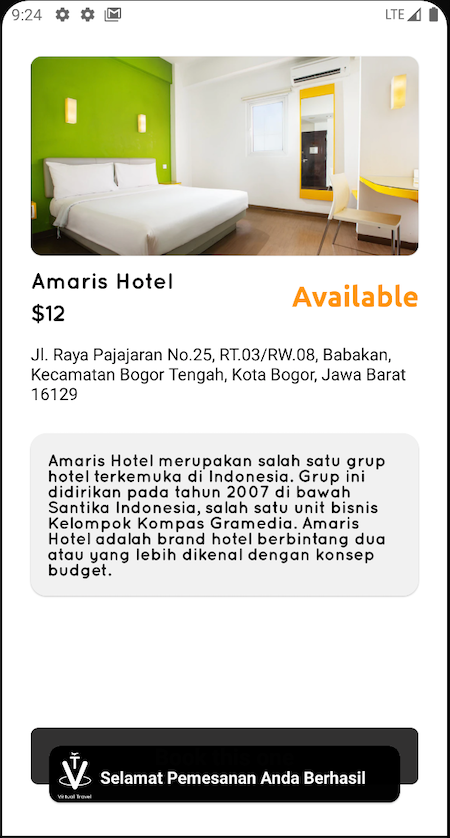 9:24
LTE
Amaris Hotel
$12
Available
Jl. Raya Pajajaran No.25, RT.03/RW.08, Babakan,
Kecamatan Bogor Tengah, Kota Bogor, Jawa Barat
16129
Amaris Hotel merupakan salah satu grup
hotel terkemuka di Indonesia. Grup ini
didirikan pada tahun 2007 di bawah
Santika Indonesia, salah satu unit bisnis
Kelompok Kompas Gramedia. Amaris
Hotel adalah brand hotel berbintang dua
atau yang lebih dikenal dengan konsep
budget.
Selamat Pemesanan Anda Berhasil
Virtual Travel